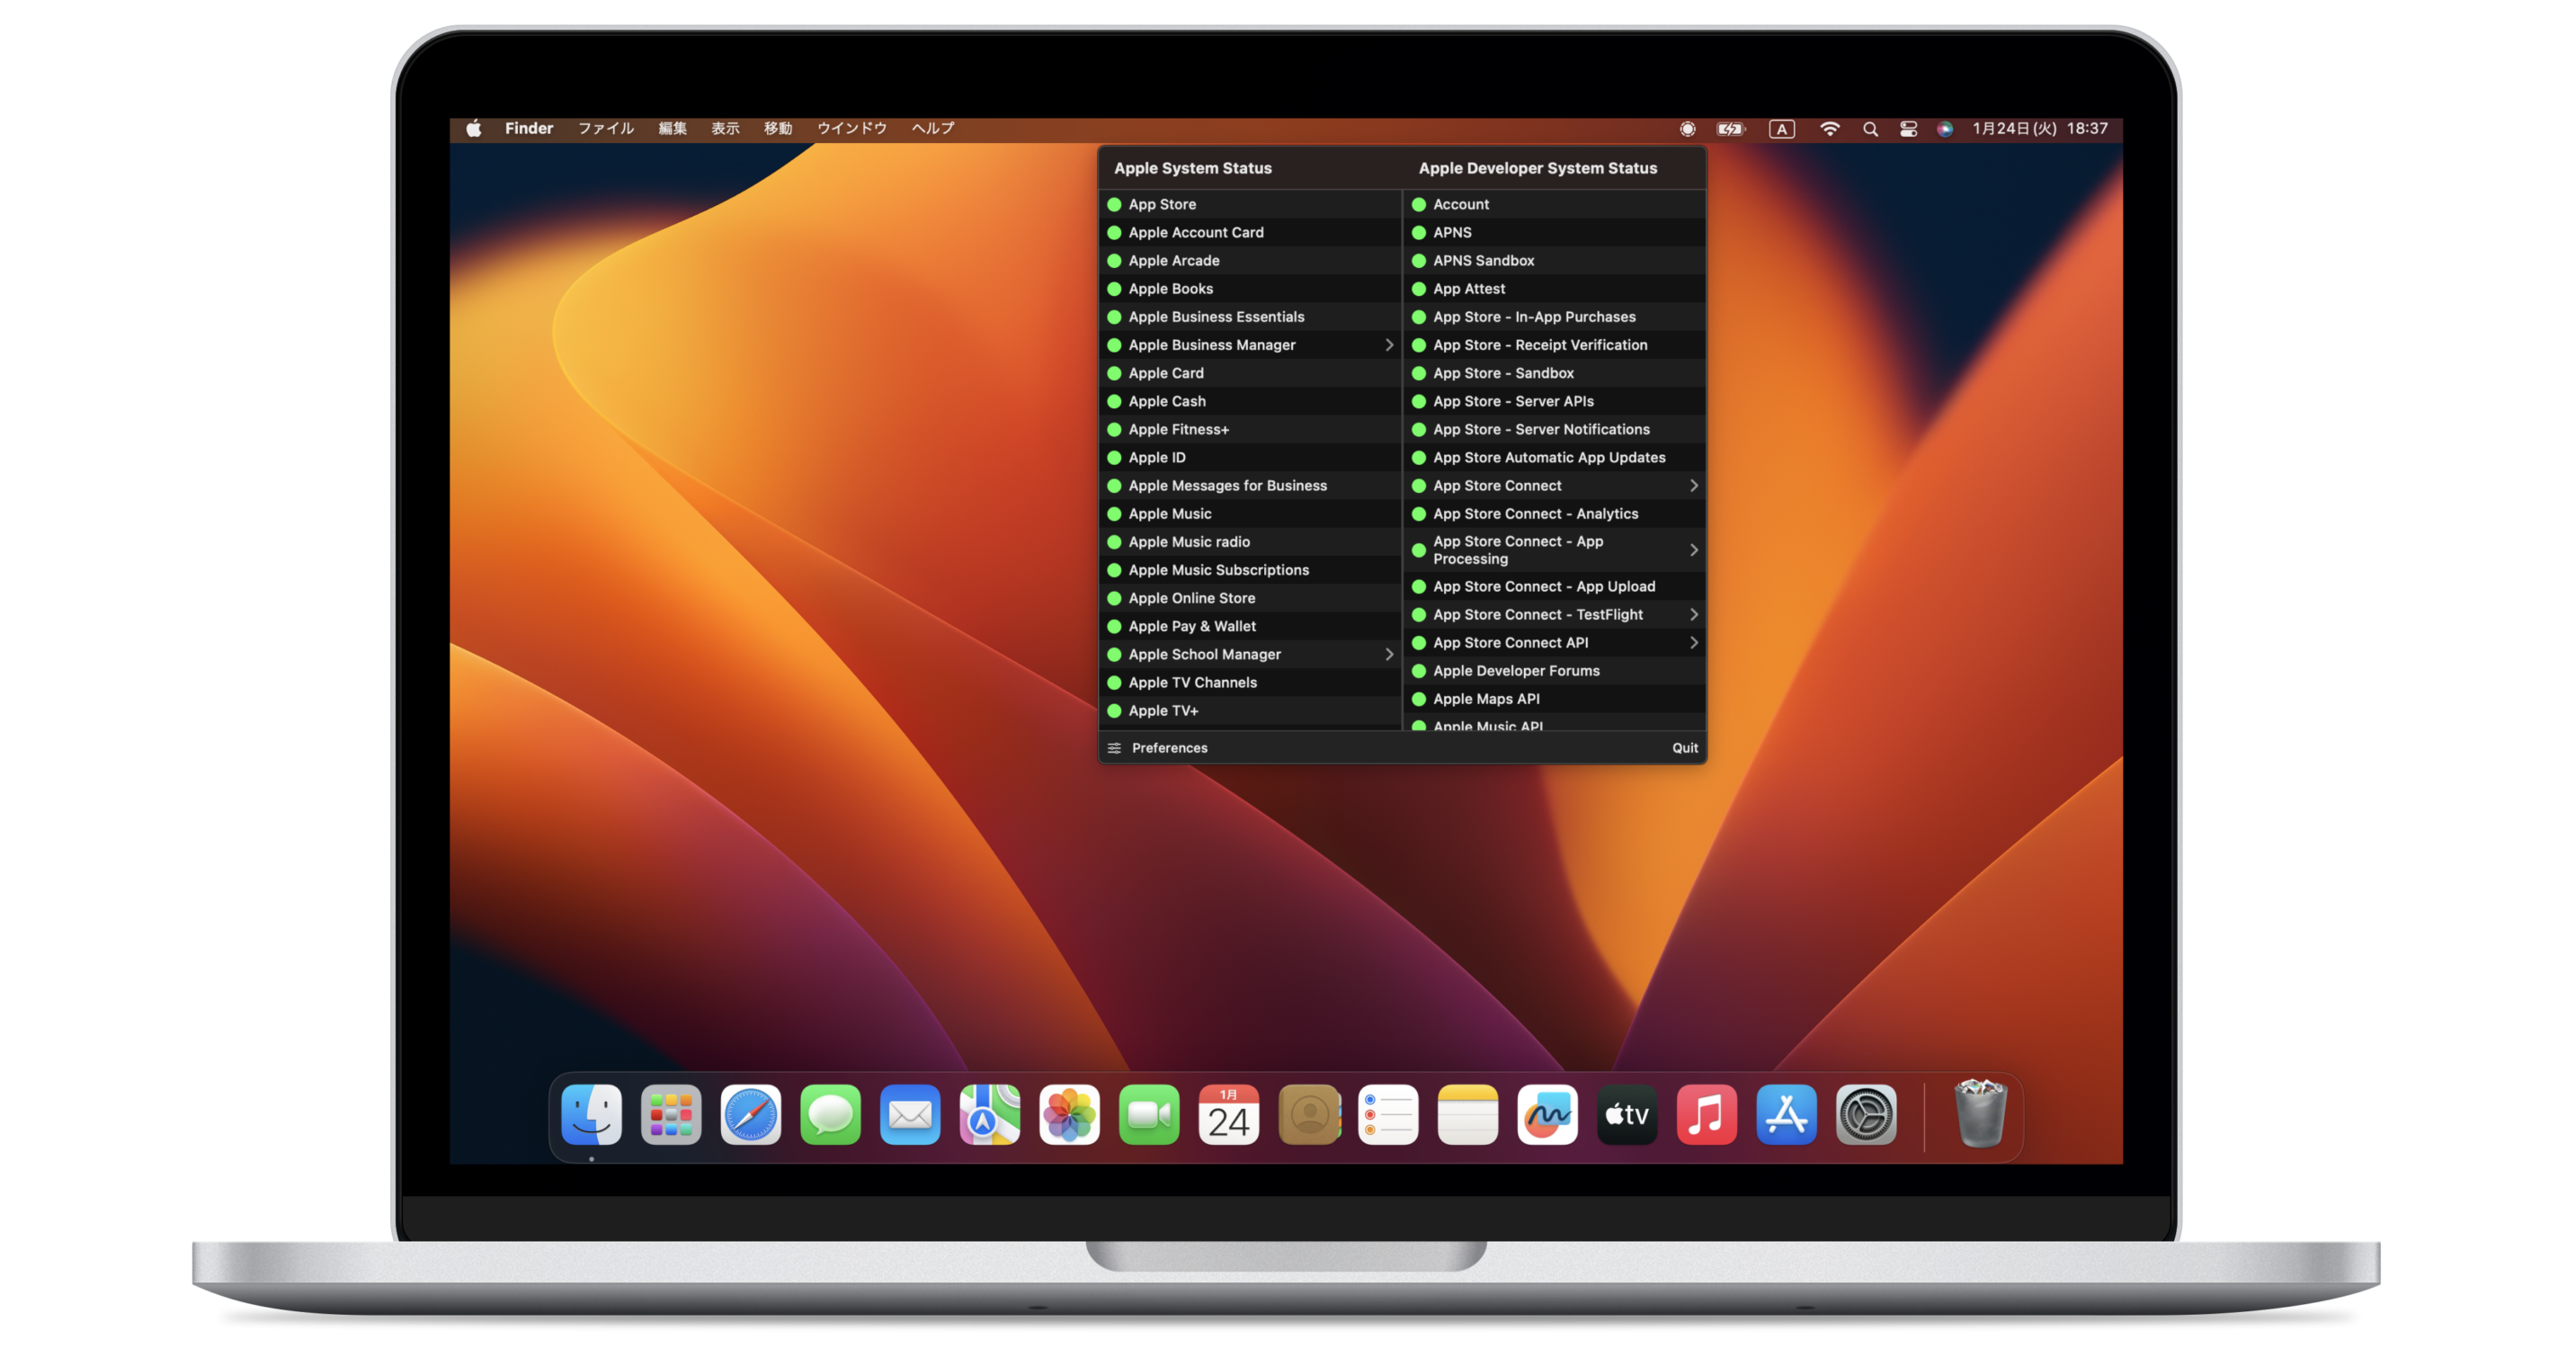 Finder ファイル 編集 表示 移動 ウインドウ ヘルプ
A
1月24日(火) 18:37
Apple System Status
App Store
Apple Account Card
Apple Arcade
Apple Books
Apple Business Essentials
Apple Business Manager
Apple Card
Apple Cash
Apple Fitness+
Apple ID
Apple Messages for Business
Apple Music
Apple Music radio
Apple Music Subscriptions
Apple Online Store
Apple Pay & Wallet
Apple School Manager
Apple TV Channels
Apple TV+
Apple Developer System Status
Account
APNS
APNS Sandbox
App Attest
App Store - In-App Purchases
App Store - Receipt Verification
App Store - Sandbox
App Store - Server APIs
App Store - Server Notifications
App Store Automatic App Updates
App Store Connect
App Store Connect - Analytics
App Store Connect - App
Processing
App Store Connect - App Upload
App Store Connect - TestFlight
App Store Connect API
Apple Developer Forums
Apple Maps API
Apple Music API
Preferences
Quit
1月
24
tv